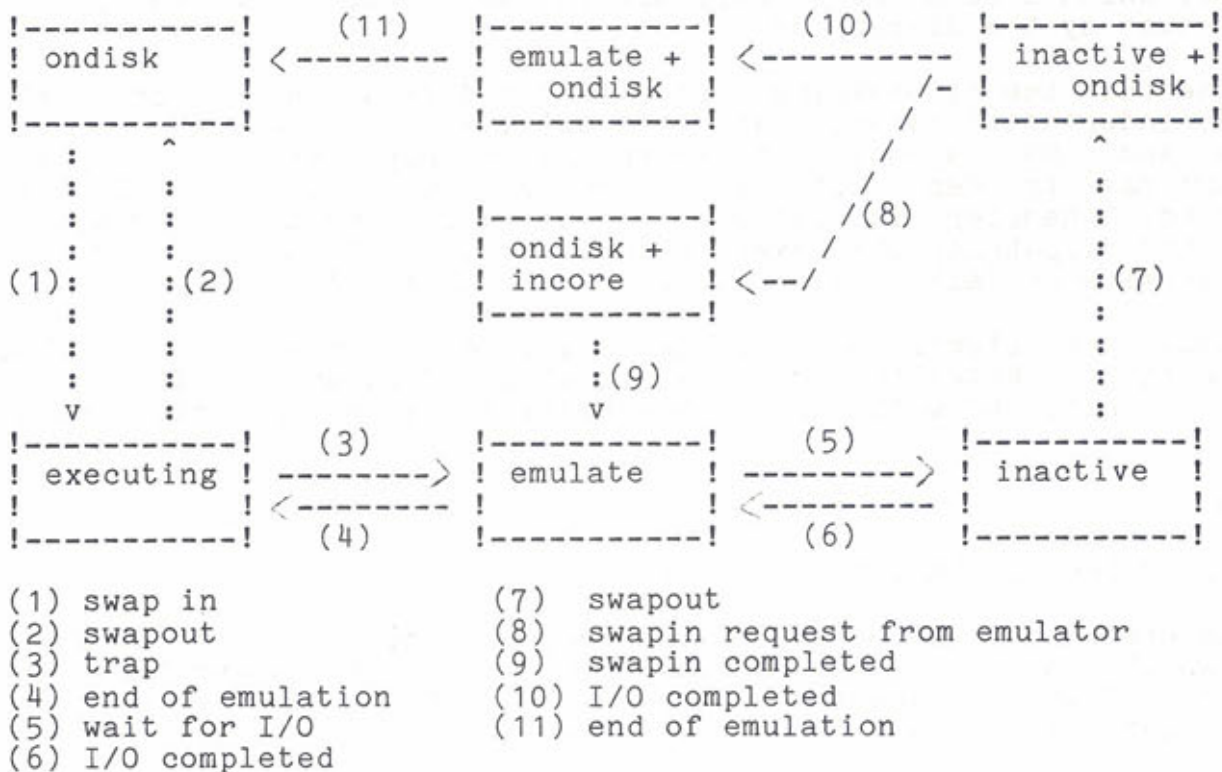 (11) (10)
ondisk emulate + inactive +
ondisk ondisk
(8)
ondisk +
incore
(1) (2) (7)
(9)
(3) (5)
executing emulate inactive
(4) (6)
(1) swap in
(2) swapout
(3) trap
(4) end of emulation
(5) wait for I/O
(6) I/O completed
(7) swapout
(8) swapin request from emulator
(9) swapin completed
(10) I/O completed
(11) end of emulation